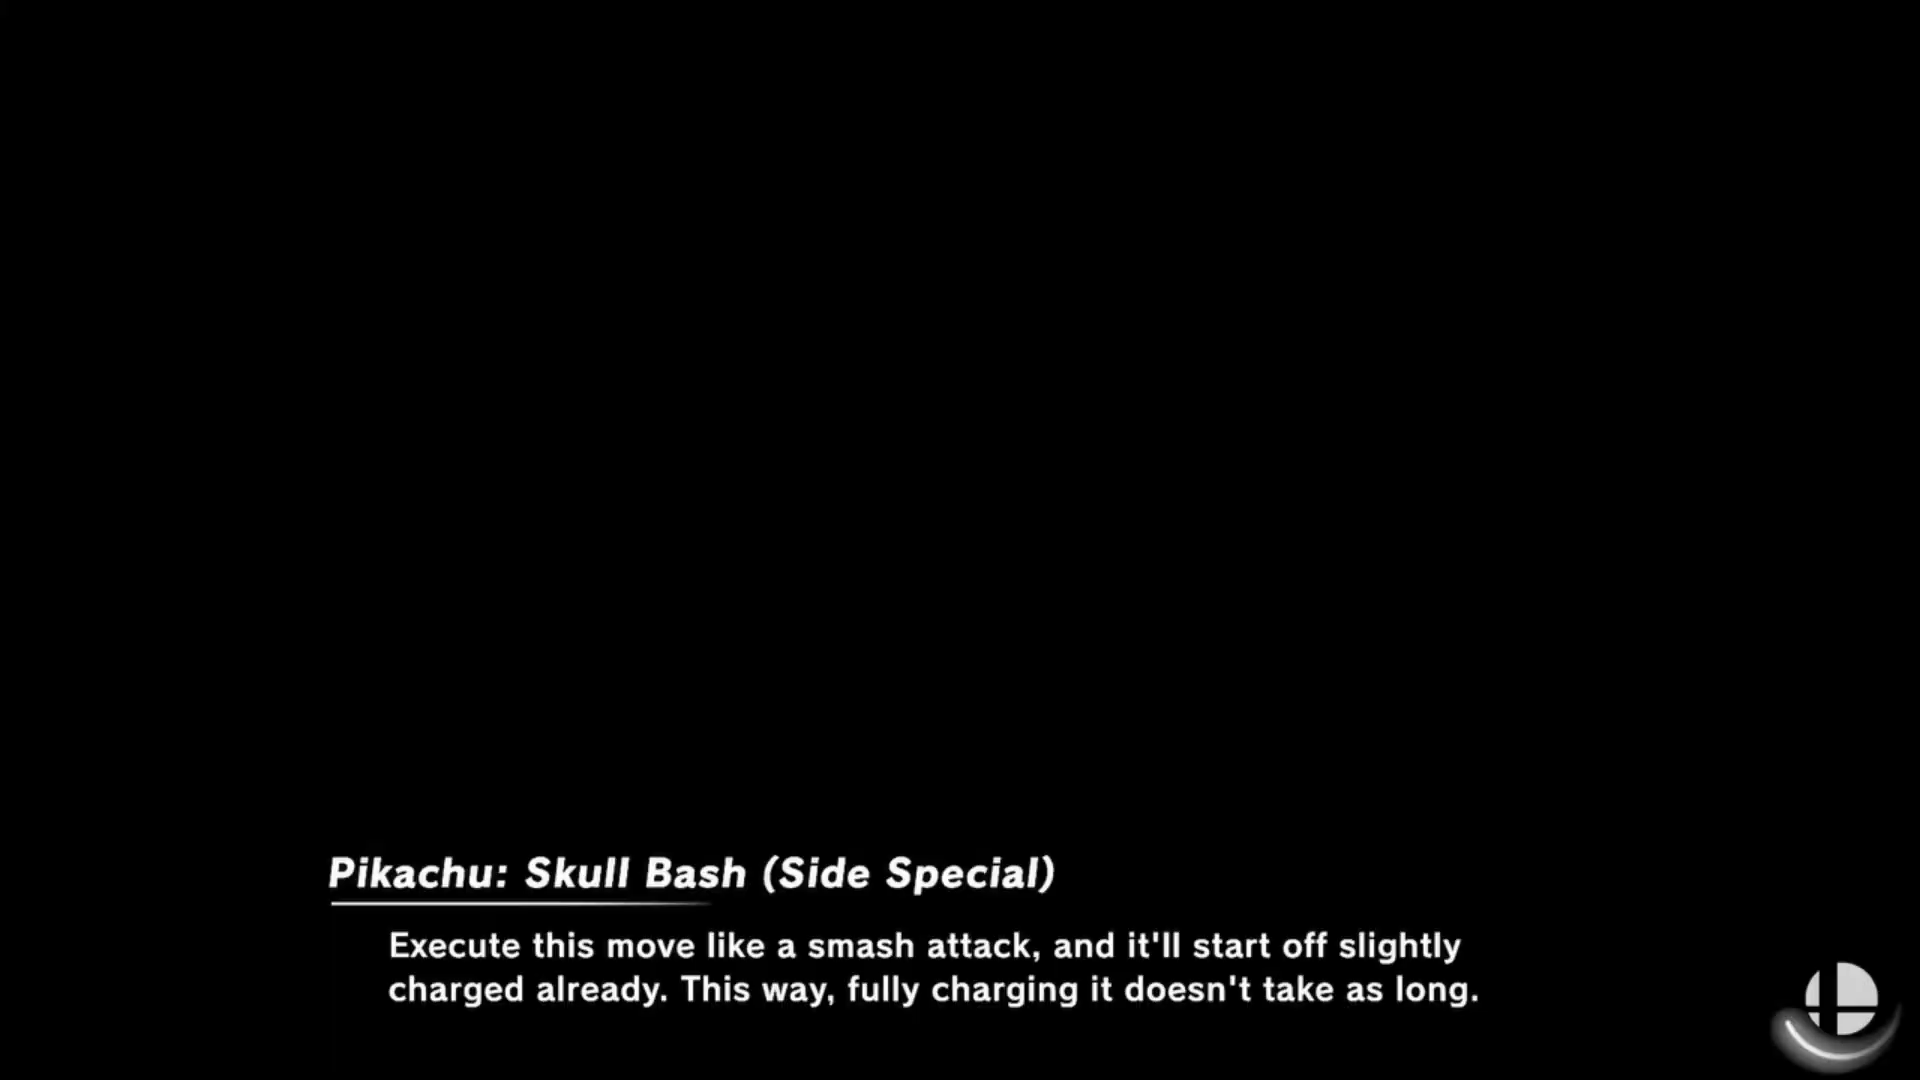 Pikachu: Skull Bash (Side Special)
Execute this move like a smash attack, and it'll start off slightly
charged already. This way, fully charging it doesn't take as long.